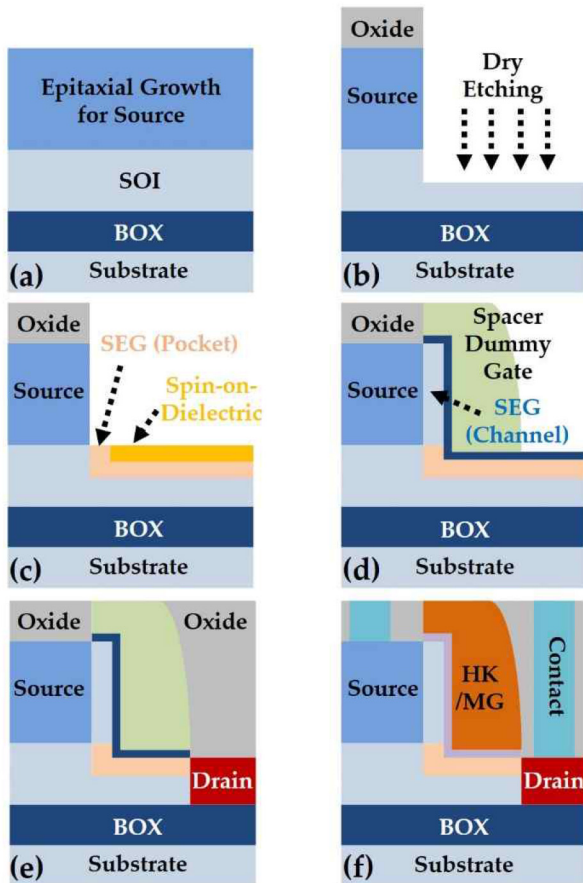 Epitaxial Growth
for Source
SOI
BOX
Substrate
(a)
Oxide
Source
Dry
Etching
BOX
Substrate
(b)
Oxide
SEG (Pocket)
Source
Spin-on-
Dielectric
BOX
Substrate
(c)
Oxide
Spacer
Dummy
Gate
Source
SEG
(Channel)
BOX
Substrate
(d)
Oxide
Oxide
Source
Drain
BOX
Substrate
(e)
Source
HK
/MG
Contact
Drain
BOX
Substrate
(f)